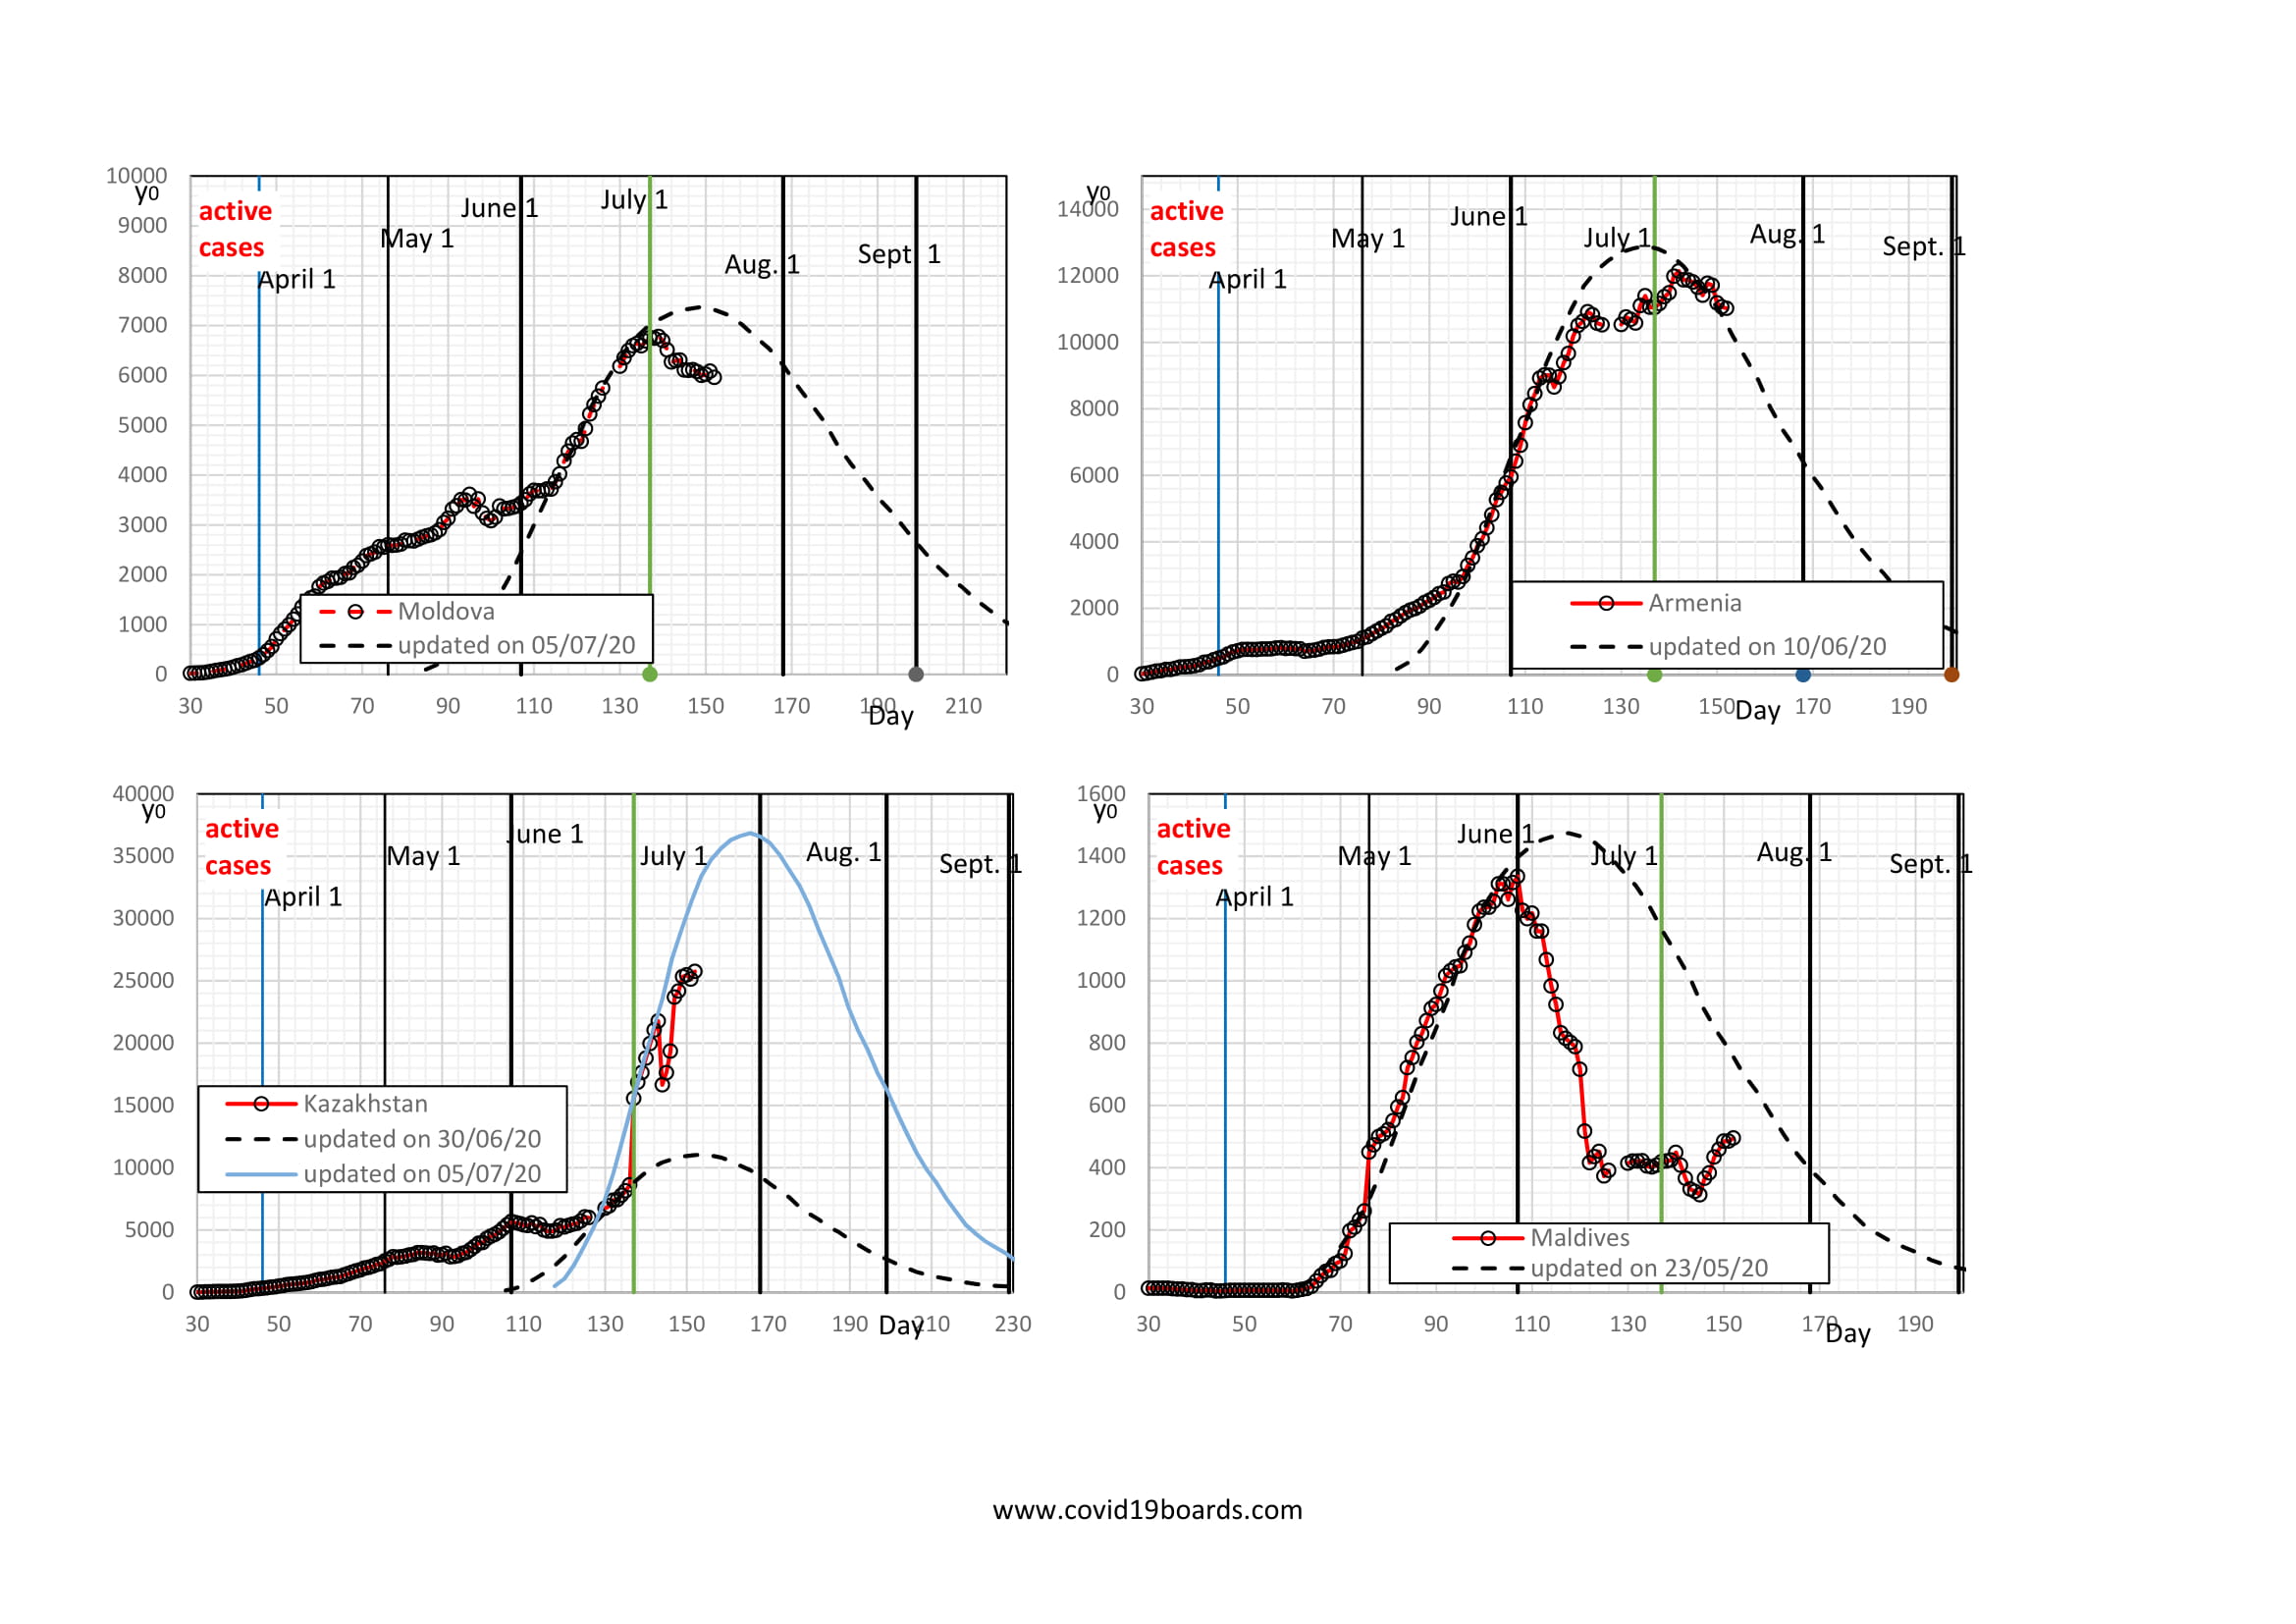 10000
y0
9000
8000
7000
6000
5000
4000
3000
2000
1000
0
active
cases
April 1
May 1
June 1
July 1
Aug. 1
Sept. 1
Moldova
updated on 05/07/20
30 50 70 90 110 130 150 170 190 210
Day
y0
14000
12000
10000
8000
6000
4000
2000
0
active
cases
April 1
May 1
June 1
July 1
Aug. 1
Sept. 1
Armenia
updated on 10/06/20
30 50 70 90 110 130 150 170 190
Day
40000
y0
35000
30000
25000
20000
15000
10000
5000
0
active
cases
April 1
May 1
June 1
July 1
Aug. 1
Sept. 1
Kazakhstan
updated on 30/06/20
updated on 05/07/20
30 50 70 90 110 130 150 170 190 210 230
Day
1600
y0
1400
1200
1000
800
600
400
200
0
active
cases
April 1
May 1
June 1
July 1
Aug. 1
Sept. 1
Maldives
updated on 23/05/20
30 50 70 90 110 130 150 170 190
Day
www.covid19boards.com